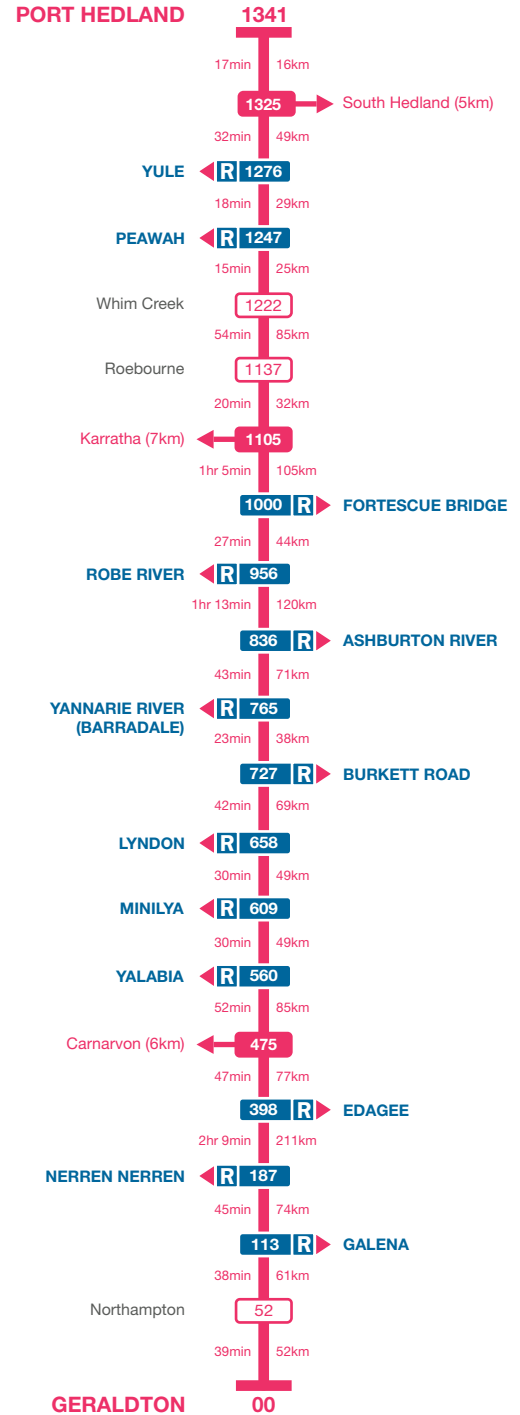 PORT HEDLAND 1341
17min 16km
1325 South Hedland (5km)
32min 49km
YULE R 1276
18min 29km
PEAWAH R 1247
15min 25km
Whim Creek 1222
54min 85km
Roebourne 1137
20min 32km
Karratha (7km) 1105
1hr 5min 105km
1000 R FORTESCUE BRIDGE
27min 44km
ROBE RIVER R 956
1hr 13min 120km
836 R ASHBURTON RIVER
43min 71km
YANNARIE RIVER R 765
(BARRADALE)
23min 38km
727 R BURKETT ROAD
42min 69km
LYNDON R 658
30min 49km
MINILYA R 609
30min 49km
YALABIA R 560
52min 85km
Carnarvon (6km) 475
47min 77km
398 R EDAGEE
2hr 9min 211km
NERREN NERREN R 187
45min 74km
113 R GALENA
38min 61km
Northampton 52
39min 52km
GERALDTON 00